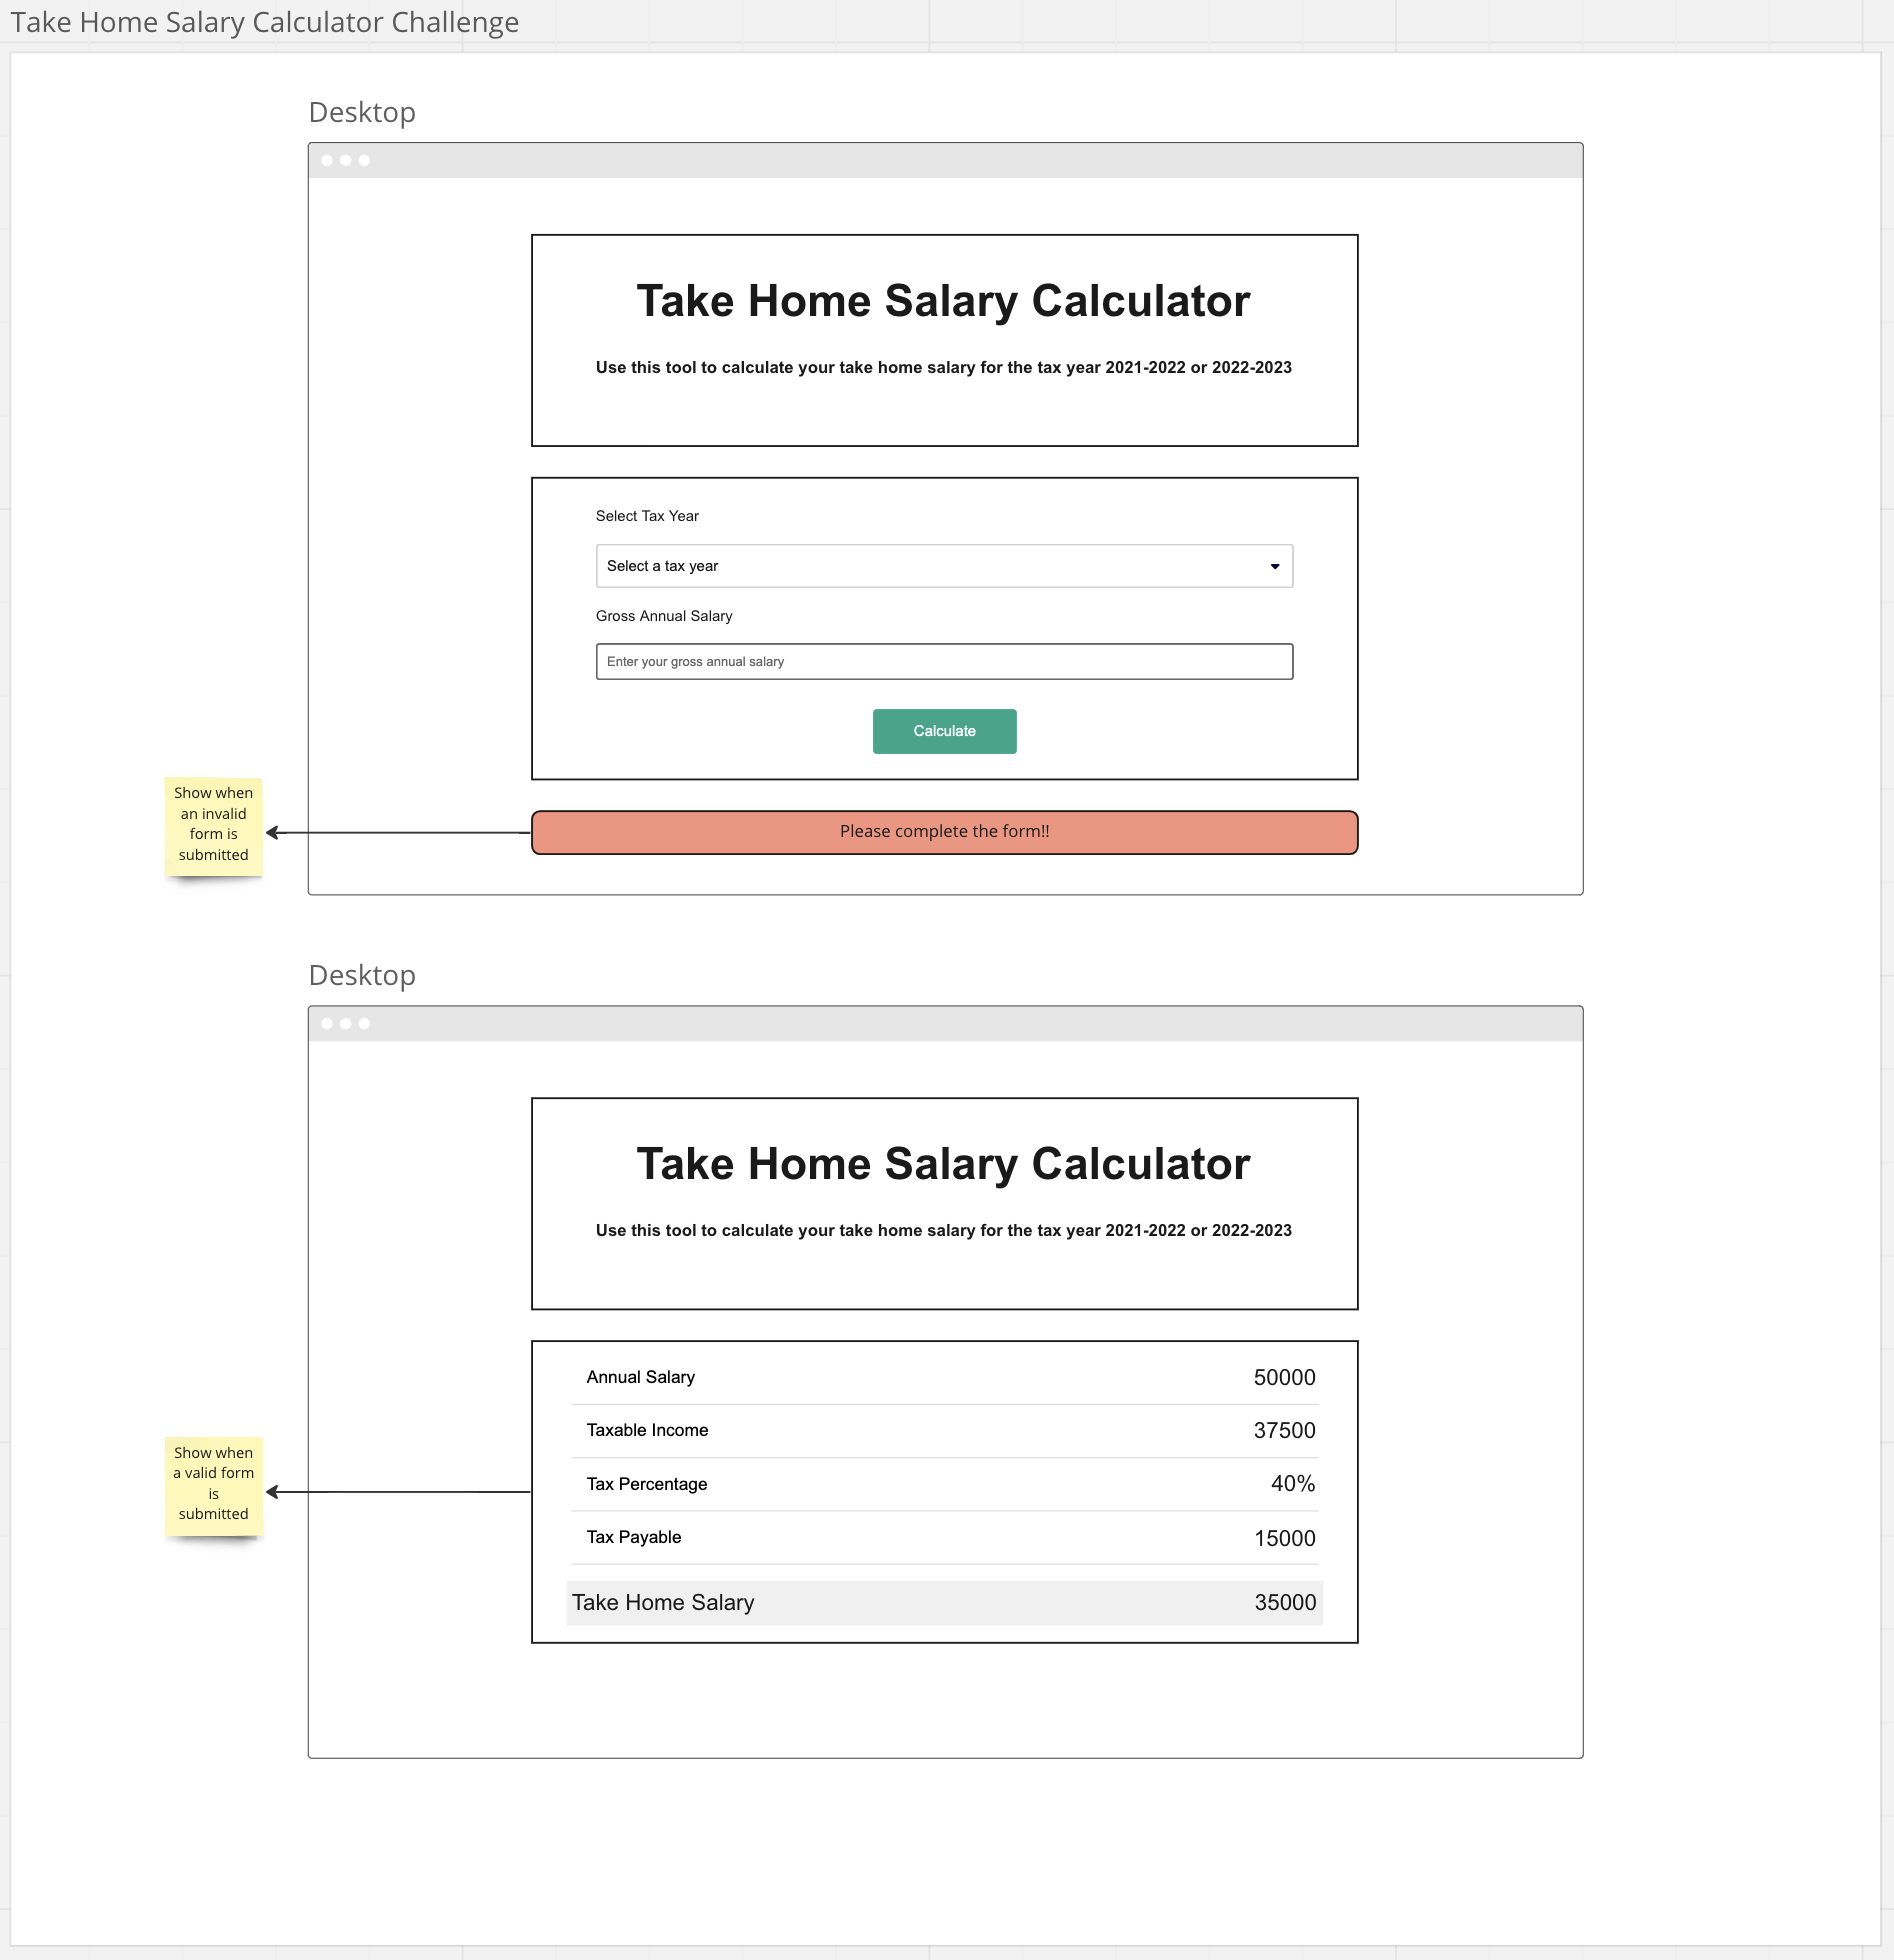 Take Home Salary Calculator Challenge
Desktop
Take Home Salary Calculator
Use this tool to calculate your take home salary for the tax year 2021-2022 or 2022-2023
Select Tax Year
Select a tax year
Gross Annual Salary
Enter your gross annual salary
Calculate
Show when
an invalid
form is
submitted
Please complete the form!!
Desktop
Take Home Salary Calculator
Use this tool to calculate your take home salary for the tax year 2021-2022 or 2022-2023
Annual Salary 50000
Taxable Income 37500
Tax Percentage 40%
Tax Payable 15000
Take Home Salary 35000
Show when
a valid form
is
submitted